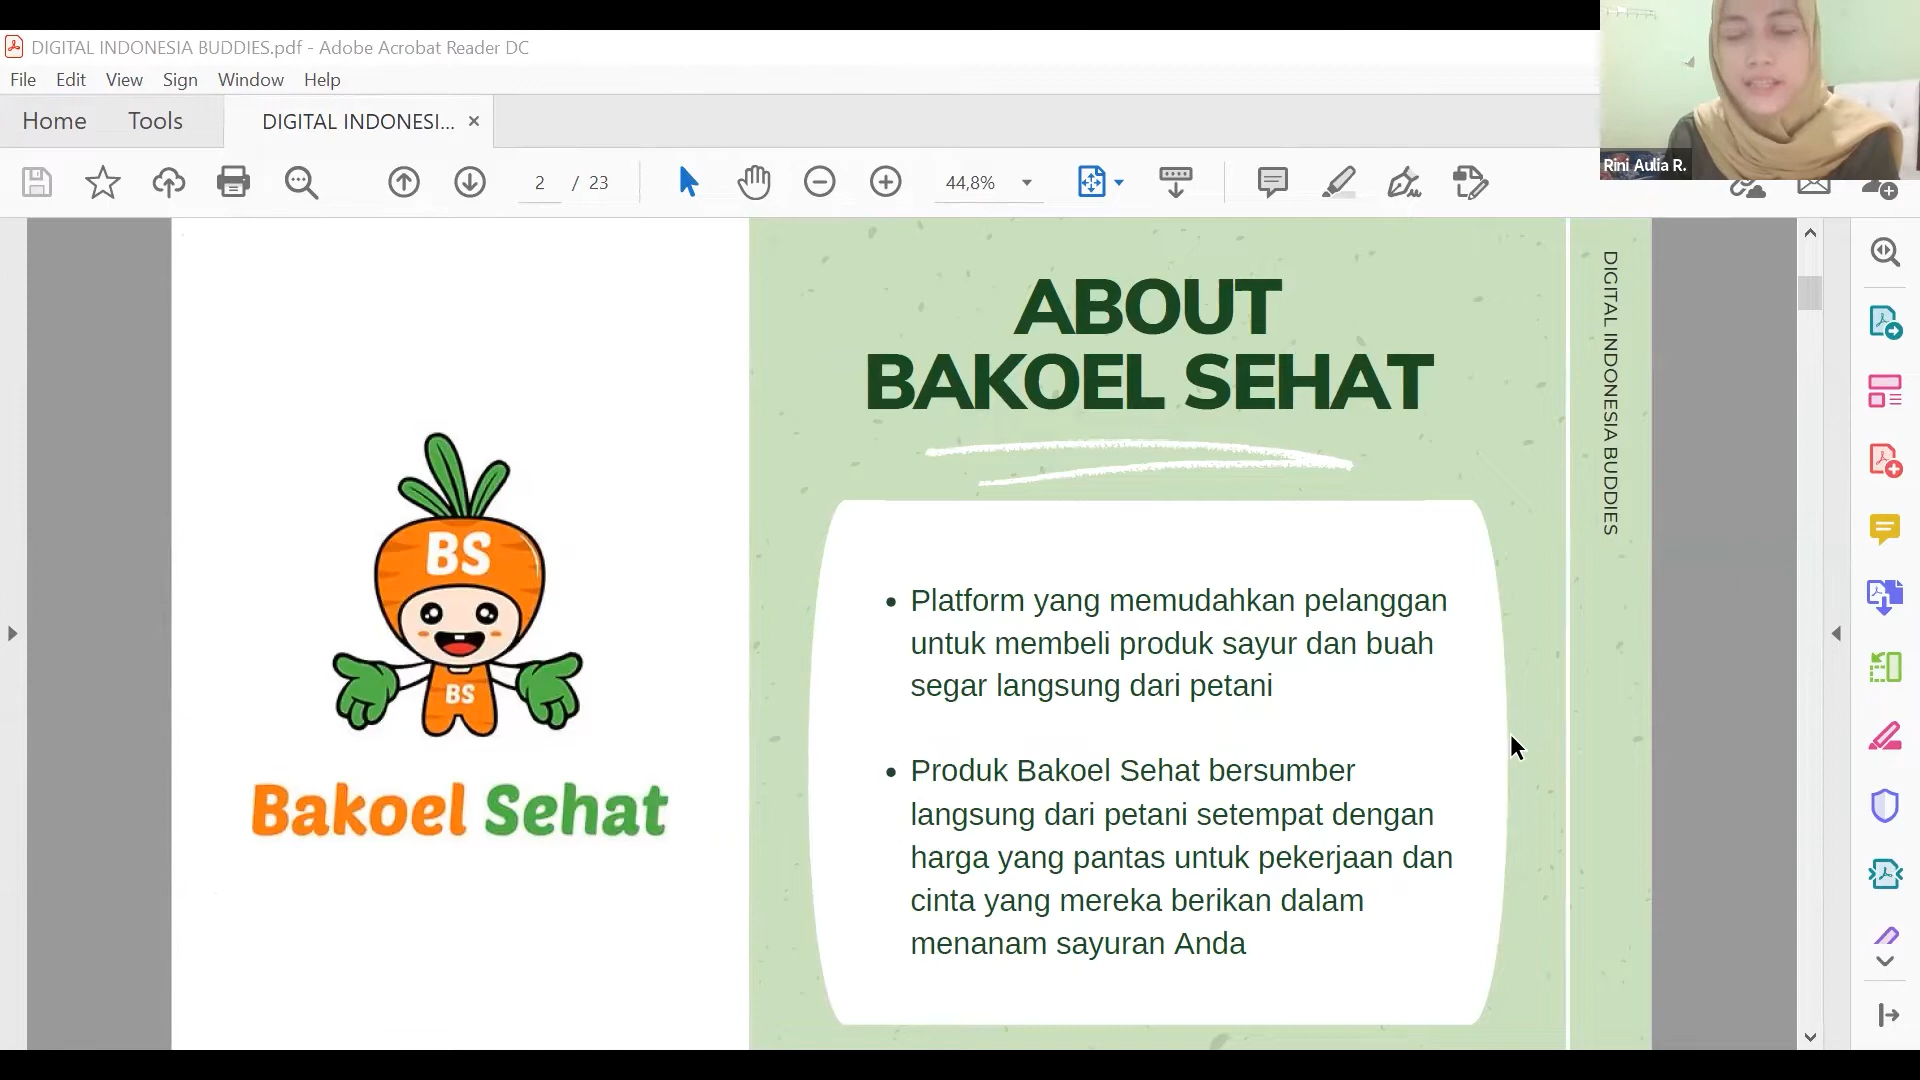 DIGITAL INDONESIA BUDDIES.pdf - Adobe Acrobat Reader DC
File Edit View Sign Window Help
Home Tools DIGITAL INDONESI... ×
2 / 23 44,8%
Rini Aulia R.
ABOUT
BAKOEL SEHAT
DIGITAL INDONESIA BUDDIES
BS
BS
Bakoel Sehat
• Platform yang memudahkan pelanggan
untuk membeli produk sayur dan buah
segar langsung dari petani
• Produk Bakoel Sehat bersumber
langsung dari petani setempat dengan
harga yang pantas untuk pekerjaan dan
cinta yang mereka berikan dalam
menanam sayuran Anda